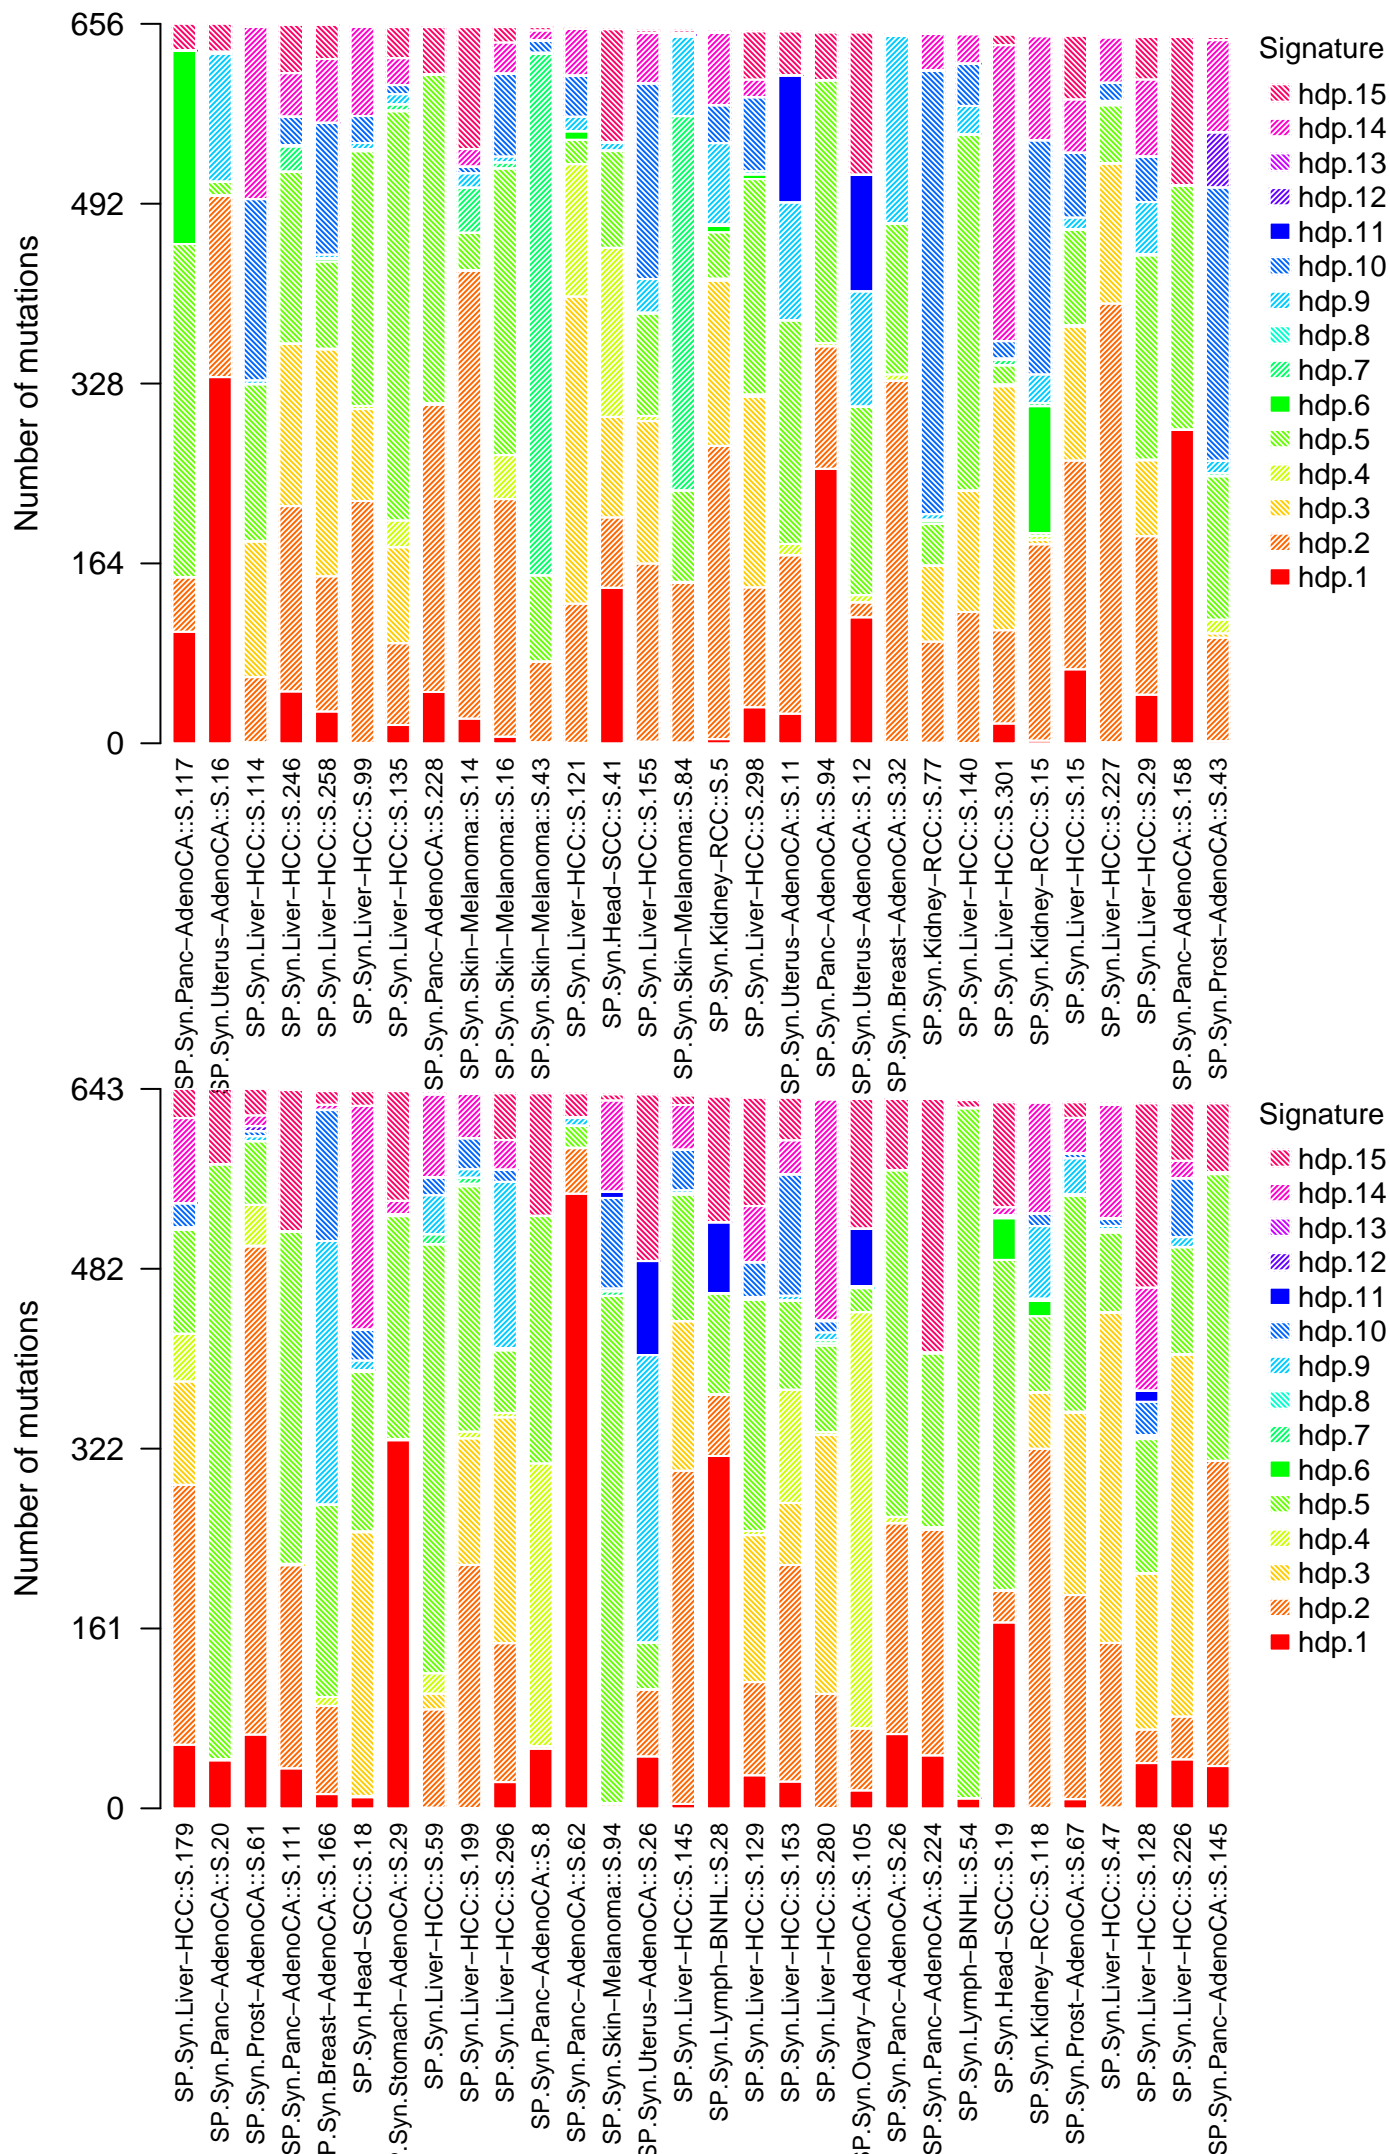 656
492
328
164
0
Number of mutations
Signature
hdp.15
hdp.14
hdp.13
hdp.12
hdp.11
hdp.10
hdp.9
hdp.8
hdp.7
hdp.6
hdp.5
hdp.4
hdp.3
hdp.2
hdp.1
SP.Syn.Panc−AdenoCA::S.117
SP.Syn.Uterus−AdenoCA::S.16
SP.Syn.Liver−HCC::S.114
SP.Syn.Liver−HCC::S.246
SP.Syn.Liver−HCC::S.258
SP.Syn.Liver−HCC::S.99
SP.Syn.Liver−HCC::S.135
SP.Syn.Panc−AdenoCA::S.228
SP.Syn.Skin−Melanoma::S.14
SP.Syn.Skin−Melanoma::S.16
SP.Syn.Skin−Melanoma::S.43
SP.Syn.Liver−HCC::S.121
SP.Syn.Head−SCC::S.41
SP.Syn.Liver−HCC::S.155
SP.Syn.Skin−Melanoma::S.84
SP.Syn.Kidney−RCC::S.5
SP.Syn.Liver−HCC::S.298
SP.Syn.Uterus−AdenoCA::S.11
SP.Syn.Panc−AdenoCA::S.94
SP.Syn.Uterus−AdenoCA::S.12
SP.Syn.Breast−AdenoCA::S.32
SP.Syn.Kidney−RCC::S.77
SP.Syn.Liver−HCC::S.140
SP.Syn.Liver−HCC::S.301
SP.Syn.Kidney−RCC::S.15
SP.Syn.Liver−HCC::S.15
SP.Syn.Liver−HCC::S.227
SP.Syn.Liver−HCC::S.29
SP.Syn.Panc−AdenoCA::S.158
SP.Syn.Prost−AdenoCA::S.43
643
482
322
161
0
Number of mutations
Signature
hdp.15
hdp.14
hdp.13
hdp.12
hdp.11
hdp.10
hdp.9
hdp.8
hdp.7
hdp.6
hdp.5
hdp.4
hdp.3
hdp.2
hdp.1
SP.Syn.Liver−HCC::S.179
SP.Syn.Panc−AdenoCA::S.20
SP.Syn.Prost−AdenoCA::S.61
SP.Syn.Panc−AdenoCA::S.111
P.Syn.Breast−AdenoCA::S.166
SP.Syn.Head−SCC::S.18
.Syn.Stomach−AdenoCA::S.29
SP.Syn.Liver−HCC::S.59
SP.Syn.Liver−HCC::S.199
SP.Syn.Liver−HCC::S.296
SP.Syn.Panc−AdenoCA::S.8
SP.Syn.Panc−AdenoCA::S.62
SP.Syn.Skin−Melanoma::S.94
SP.Syn.Uterus−AdenoCA::S.26
SP.Syn.Liver−HCC::S.145
SP.Syn.Lymph−BNHL::S.28
SP.Syn.Liver−HCC::S.129
SP.Syn.Liver−HCC::S.153
SP.Syn.Liver−HCC::S.280
SP.Syn.Ovary−AdenoCA::S.105
SP.Syn.Panc−AdenoCA::S.26
SP.Syn.Panc−AdenoCA::S.224
SP.Syn.Lymph−BNHL::S.54
SP.Syn.Head−SCC::S.19
SP.Syn.Kidney−RCC::S.118
SP.Syn.Prost−AdenoCA::S.67
SP.Syn.Liver−HCC::S.47
SP.Syn.Liver−HCC::S.128
SP.Syn.Liver−HCC::S.226
SP.Syn.Panc−AdenoCA::S.145